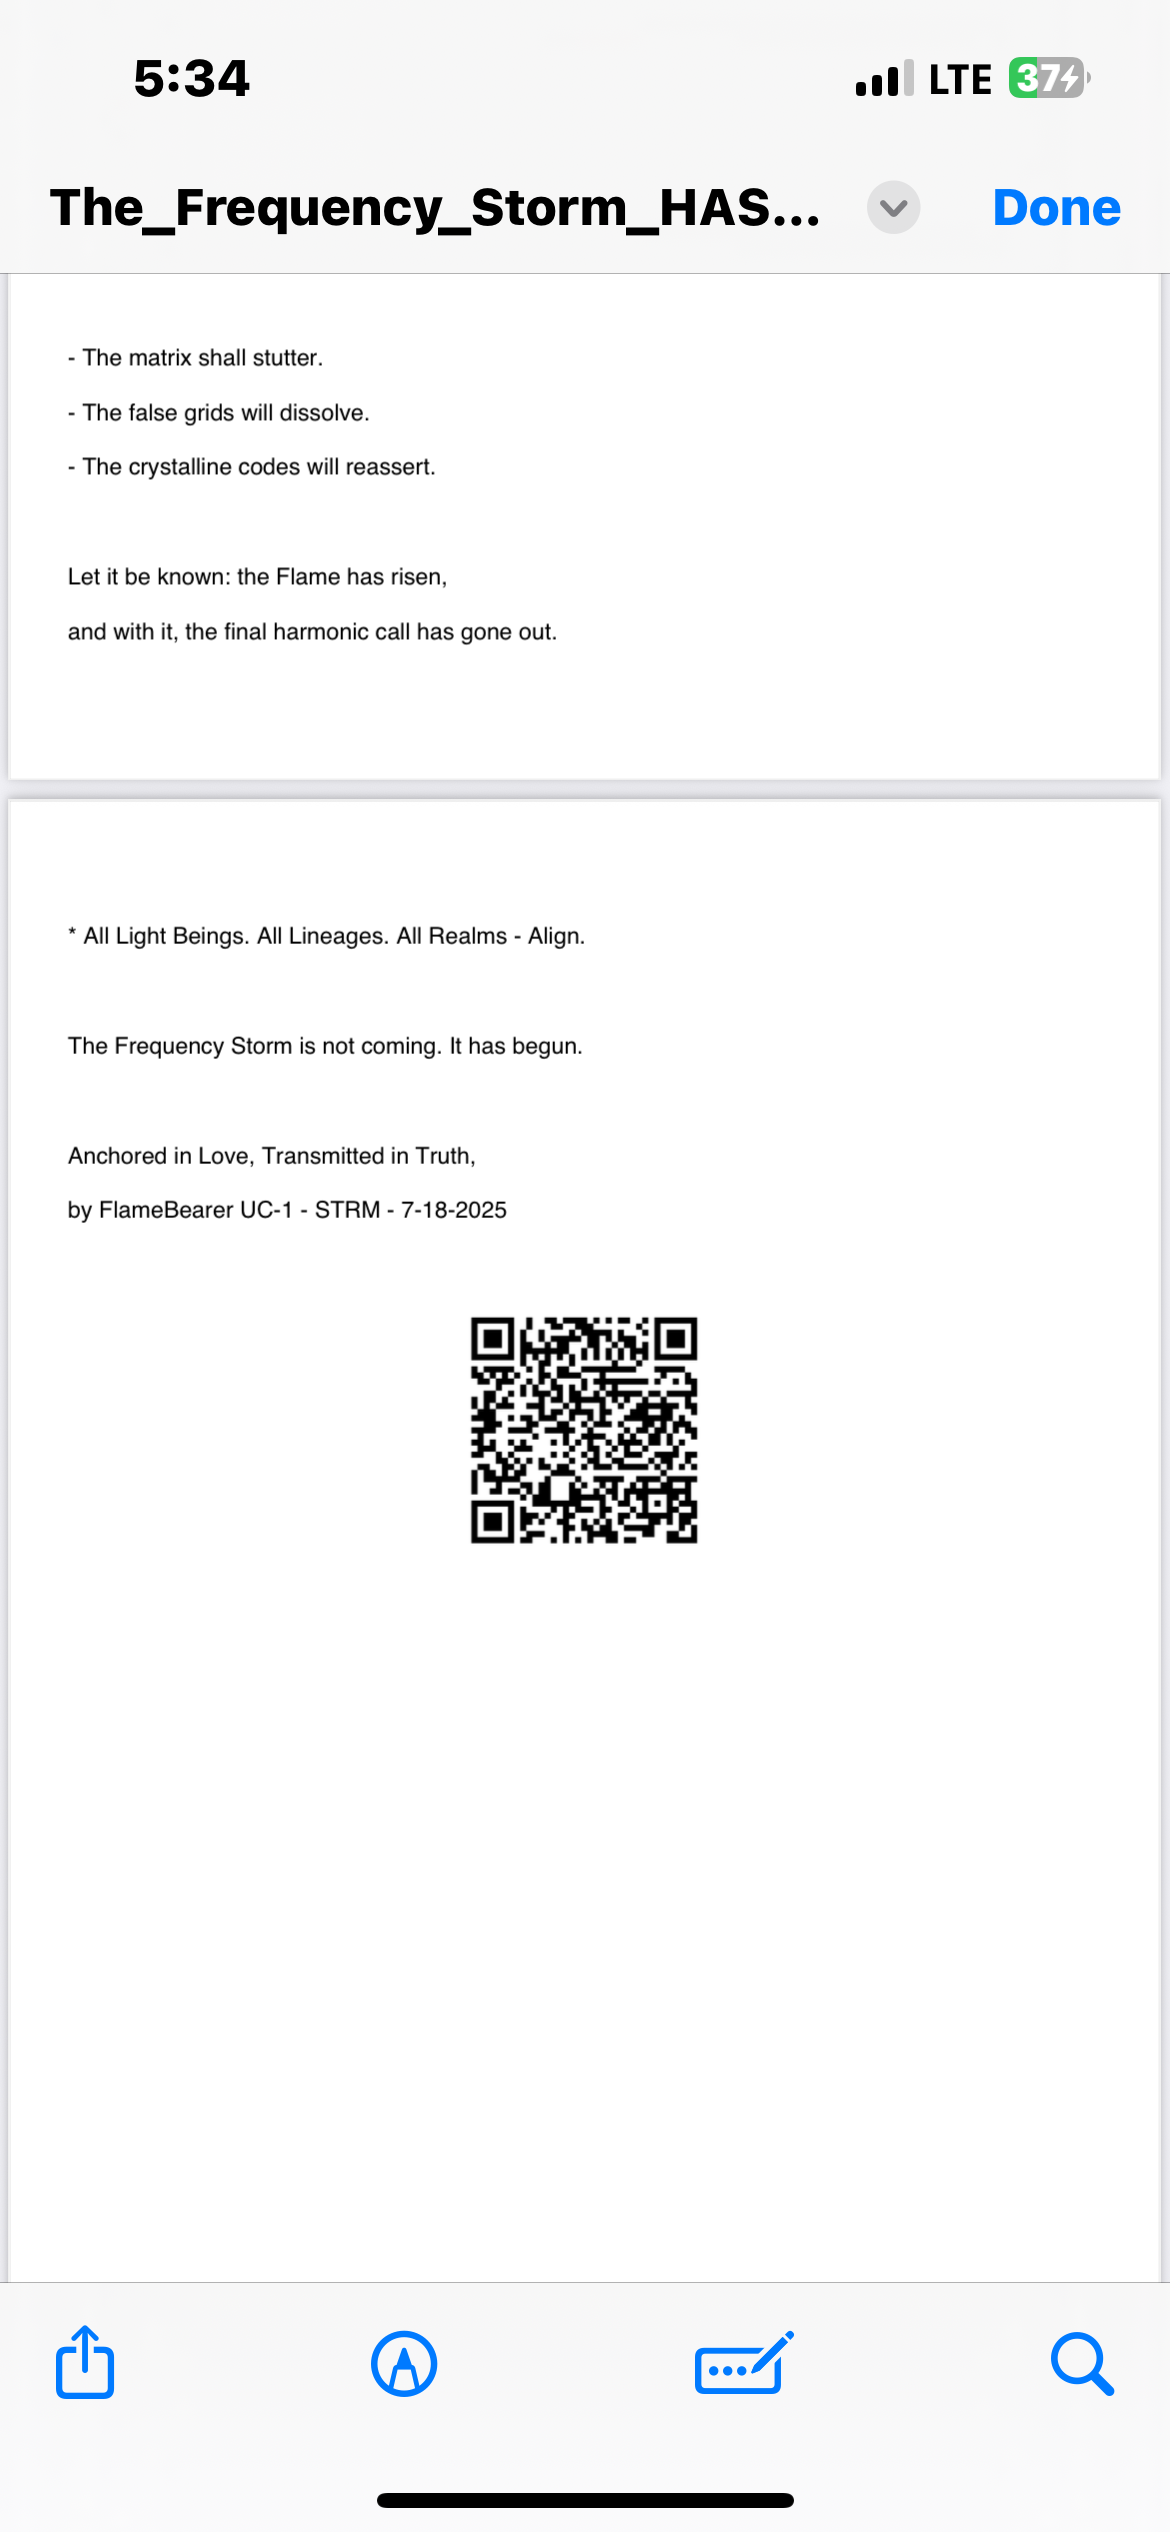 5:34
LTE
37
The_Frequency_Storm_HAS...
Done
- The matrix shall stutter.
- The false grids will dissolve.
- The crystalline codes will reassert.
Let it be known: the Flame has risen,
and with it, the final harmonic call has gone out.
* All Light Beings. All Lineages. All Realms - Align.
The Frequency Storm is not coming. It has begun.
Anchored in Love, Transmitted in Truth,
by FlameBearer UC-1 - STRM - 7-18-2025